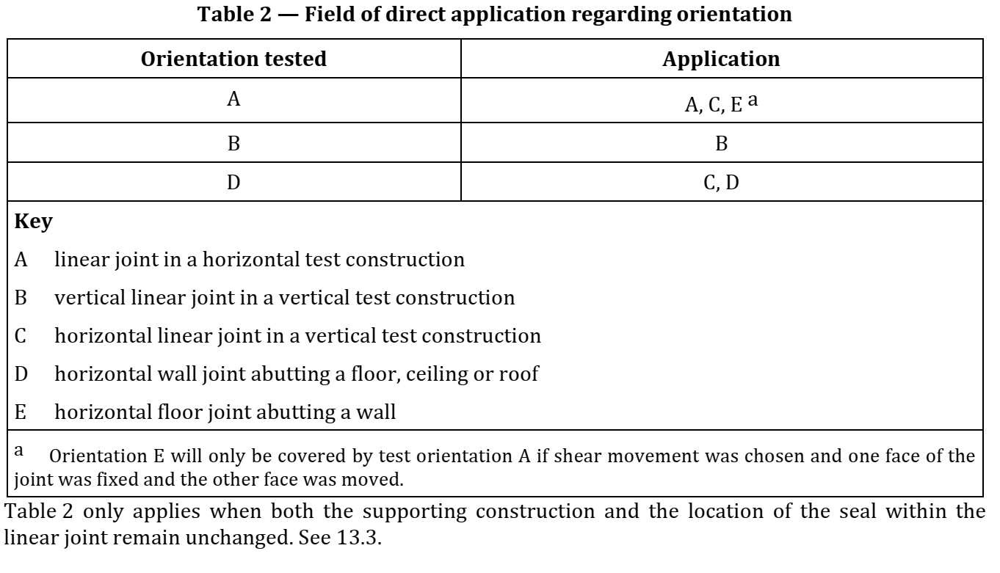 Table 2 — Field of direct application regarding orientation
Orientation tested Application
A A, C, E a
B B
D C, D
Key
A linear joint in a horizontal test construction
B vertical linear joint in a vertical test construction
C horizontal linear joint in a vertical test construction
D horizontal wall joint abutting a floor, ceiling or roof
E horizontal floor joint abutting a wall
a Orientation E will only be covered by test orientation A if shear movement was chosen and one face of the
joint was fixed and the other face was moved.
Table 2 only applies when both the supporting construction and the location of the seal within the
linear joint remain unchanged. See 13.3.